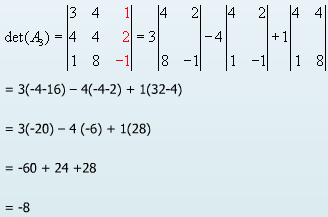 det(A₃) = |3 4 1| = 3 |4 2| −4 |4 2| +1 |4 4|
|4 4 2|
|1 8 −1| |8 −1| |1 −1| |1 8|
= 3(-4-16) – 4(-4-2) + 1(32-4)
= 3(-20) – 4 (-6) + 1(28)
= -60 + 24 +28
= -8